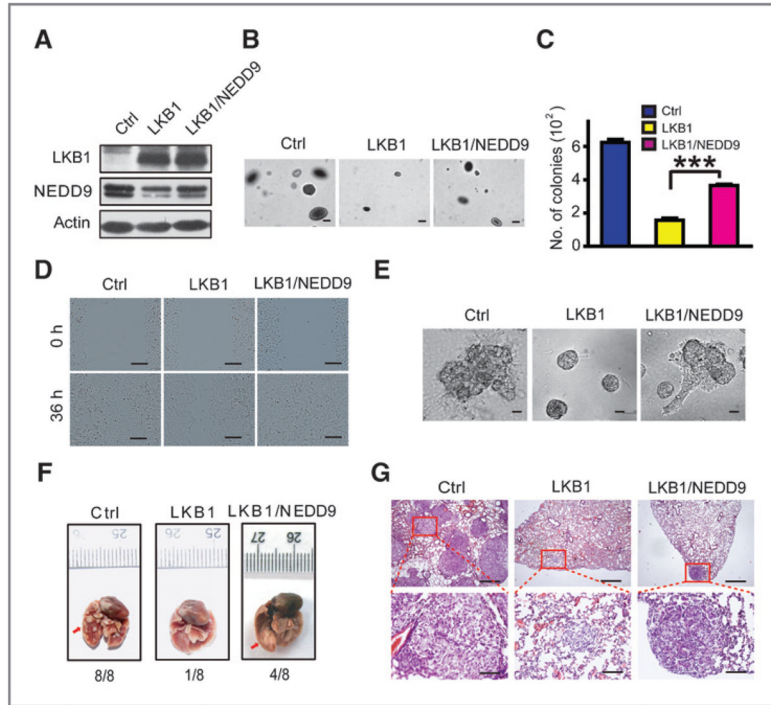 A
Ctrl
LKB1
LKB1/NEDD9
LKB1
NEDD9
Actin
B
Ctrl
LKB1
LKB1/NEDD9
C
No. of colonies (10²)
6
4
2
0
Ctrl
LKB1
LKB1/NEDD9
***
D
Ctrl
LKB1
LKB1/NEDD9
0 h
36 h
E
Ctrl
LKB1
LKB1/NEDD9
F
Ctrl
LKB1
LKB1/NEDD9
25
26
25
27
26
8/8
1/8
4/8
G
Ctrl
LKB1
LKB1/NEDD9